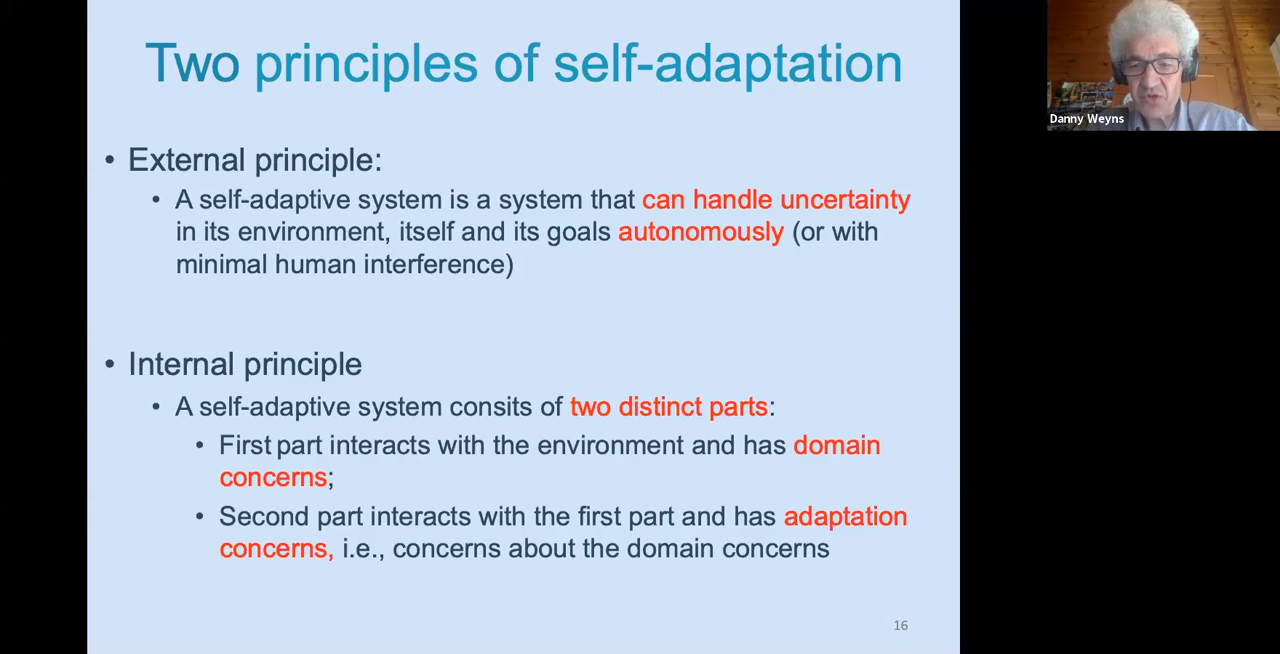 Two principles of self-adaptation
Danny Weyns
• External principle:
• A self-adaptive system is a system that can handle uncertainty
in its environment, itself and its goals autonomously (or with
minimal human interference)
• Internal principle
• A self-adaptive system consits of two distinct parts:
• First part interacts with the environment and has domain
concerns;
• Second part interacts with the first part and has adaptation
concerns, i.e., concerns about the domain concerns
16